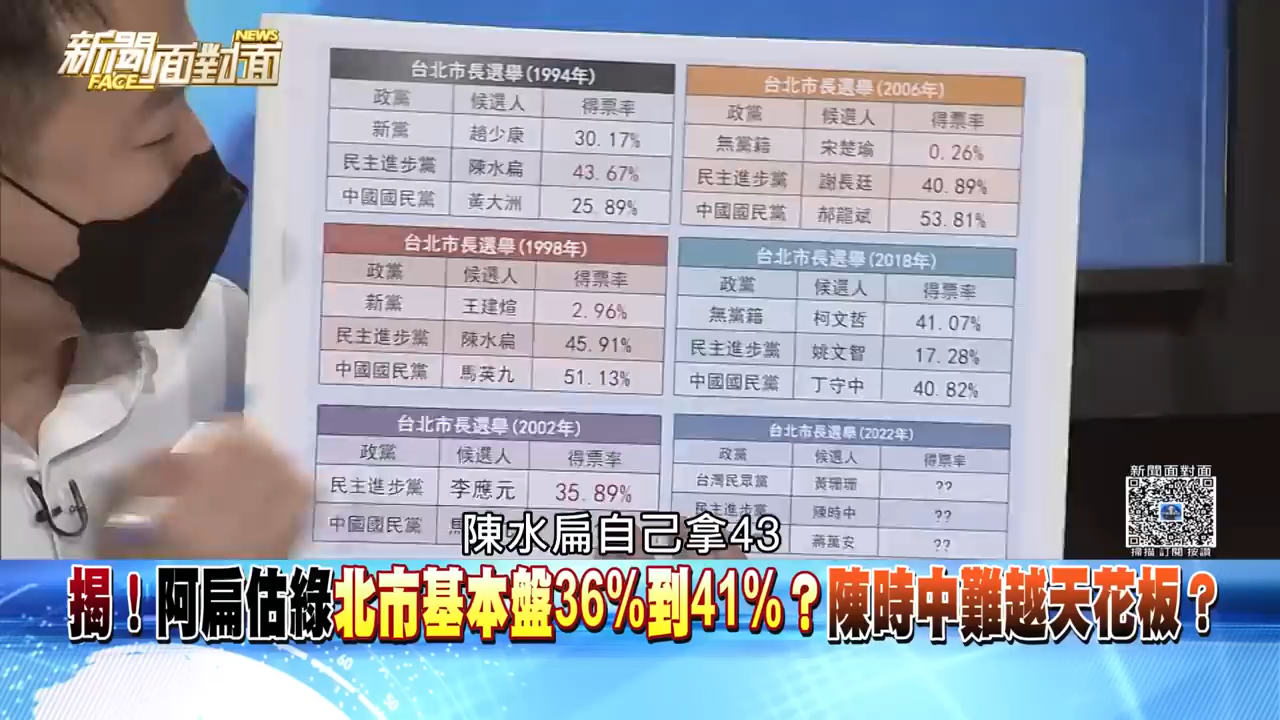 新聞面對面
NEWS
FACE
台北市長選舉(1994年)
政黨 候選人 得票率
新黨 趙少康 30.17%
民主進步黨 陳水扁 43.67%
中國國民黨 黃大洲 25.89%
台北市長選舉(1998年)
政黨 候選人 得票率
新黨 王建煊 2.96%
民主進步黨 陳水扁 45.91%
中國國民黨 馬英九 51.13%
台北市長選舉(2002年)
政黨 候選人 得票率
民主進步黨 李應元 35.89%
中國國民黨
台北市長選舉(2006年)
政黨 候選人 得票率
無黨籍 宋楚瑜 0.26%
民主進步黨 謝長廷 40.89%
中國國民黨 郝龍斌 53.81%
台北市長選舉(2018年)
政黨 候選人 得票率
無黨籍 柯文哲 41.07%
民主進步黨 姚文智 17.28%
中國國民黨 丁守中 40.82%
台北市長選舉(2022年)
政黨 候選人 得票率
台灣民眾黨 黃珊珊 ??
民主進步黨 陳時中 ??
蔣萬安 ??
新聞面對面
掃描 訂閱 按讚
陳水扁自己拿43
揭！阿扁估綠北市基本盤36%到41%？陳時中難越天花板？